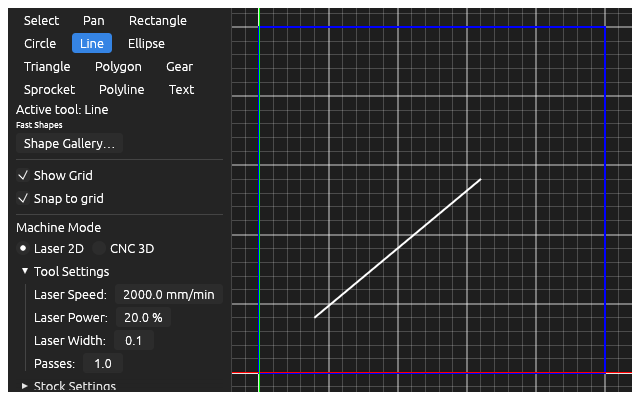 Select Pan Rectangle
Circle Line Ellipse
Triangle Polygon Gear
Sprocket Polyline Text
Active tool: Line
Fast Shapes
Shape Gallery...
Show Grid
Snap to grid
Machine Mode
Laser 2D CNC 3D
Tool Settings
Laser Speed: 2000.0 mm/min
Laser Power: 20.0 %
Laser Width: 0.1
Passes: 1.0
Stock Settings